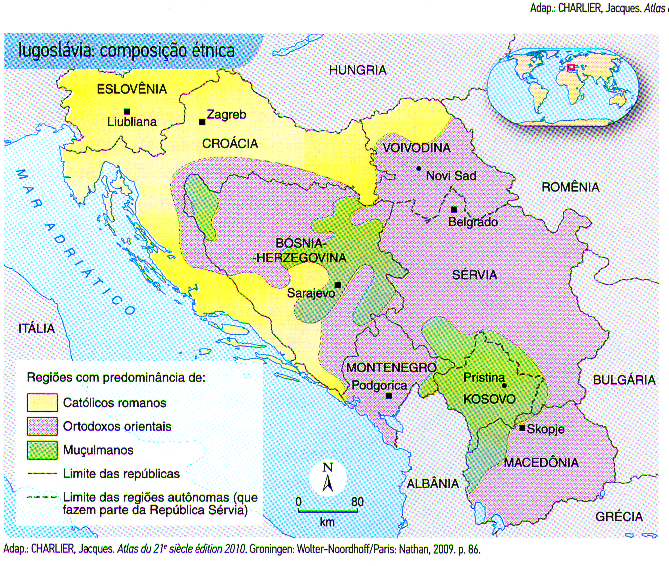 Adap.: CHARLIER, Jacques. Atlas
Iugoslávia: composição étnica
HUNGRIA
ESLOVÊNIA
Liubliana
Zagreb
CROÁCIA
VOIVODINA
Novi Sad
ROMÊNIA
Belgrado
MAR ADRIÁTICO
BÓSNIA-
HERZEGOVINA
SÉRVIA
Sarajevo
ITÁLIA
MONTENEGRO
Podgorica
Pristina
KOSOVO
BULGÁRIA
Skopje
MACEDÔNIA
ALBÂNIA
GRÉCIA
Regiões com predominância de:
Católicos romanos
Ortodoxos orientais
Muçulmanos
Limite das repúblicas
Limite das regiões autônomas (que
fazem parte da República Sérvia)
N
0 80
km
Adap.: CHARLIER, Jacques. Atlas du 21e siècle édition 2010. Groningen: Wolter-Noordhoff/Paris: Nathan, 2009. p. 86.